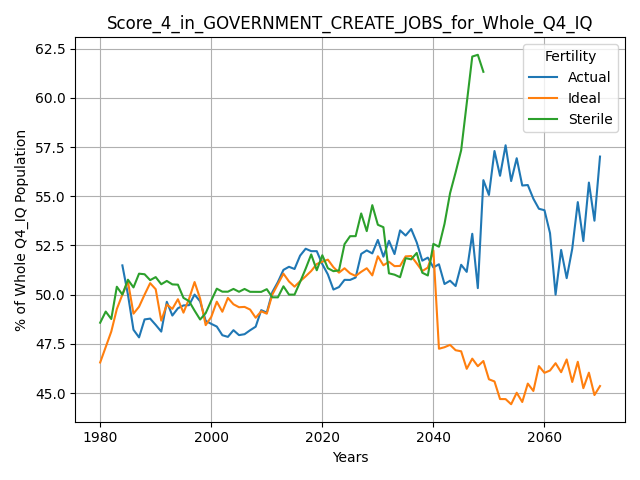 Score_4_in_GOVERNMENT_CREATE_JOBS_for_Whole_Q4_IQ
% of Whole Q4_IQ Population
62.5
60.0
57.5
55.0
52.5
50.0
47.5
45.0
Fertility
Actual
Ideal
Sterile
1980
2000
2020
2040
2060
Years